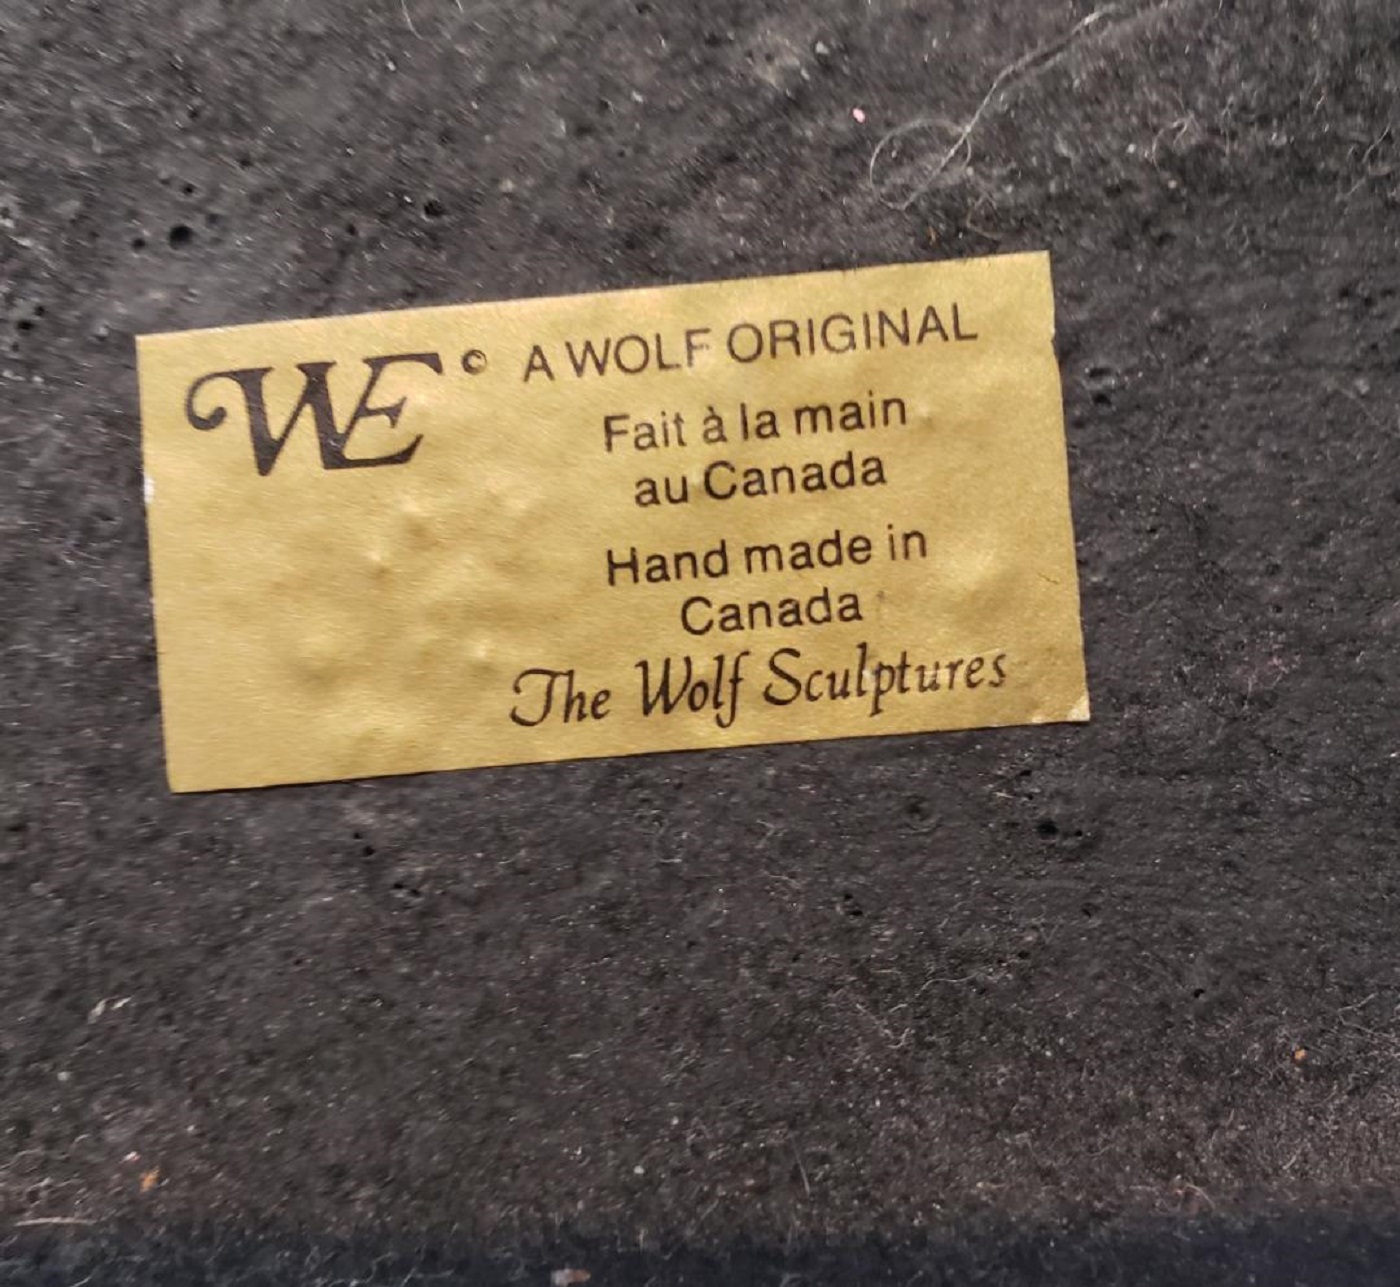 WE © A WOLF ORIGINAL
Fait à la main
au Canada
Hand made in
Canada
The Wolf Sculptures